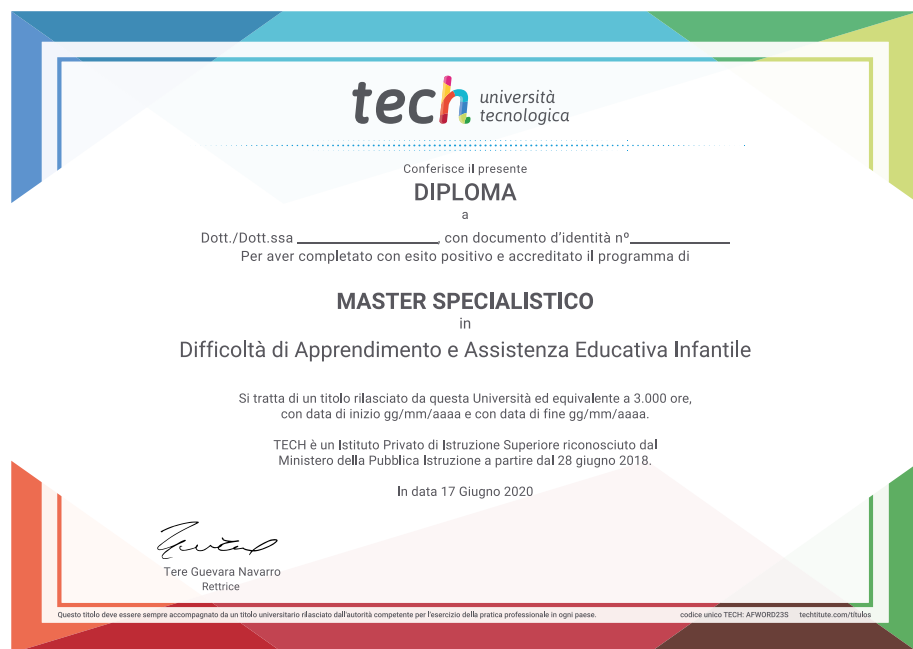 tech università
tecnologica
Conferisce il presente
DIPLOMA
a
Dott./Dott.ssa ____________________, con documento d'identità nº______________
Per aver completato con esito positivo e accreditato il programma di
MASTER SPECIALISTICO
in
Difficoltà di Apprendimento e Assistenza Educativa Infantile
Si tratta di un titolo rilasciato da questa Università ed equivalente a 3.000 ore,
con data di inizio gg/mm/aaaa e con data di fine gg/mm/aaaa.
TECH è un Istituto Privato di Istruzione Superiore riconosciuto dal
Ministero della Pubblica Istruzione a partire dal 28 giugno 2018.
In data 17 Giugno 2020
Tere Guevara Navarro
Rettrice
Questo titolo deve essere sempre accompagnato da un titolo universitario rilasciato dall'autorità competente per l'esercizio della pratica professionale in ogni paese. codice unico TECH: AFWORD23S techtitute.com/titulos